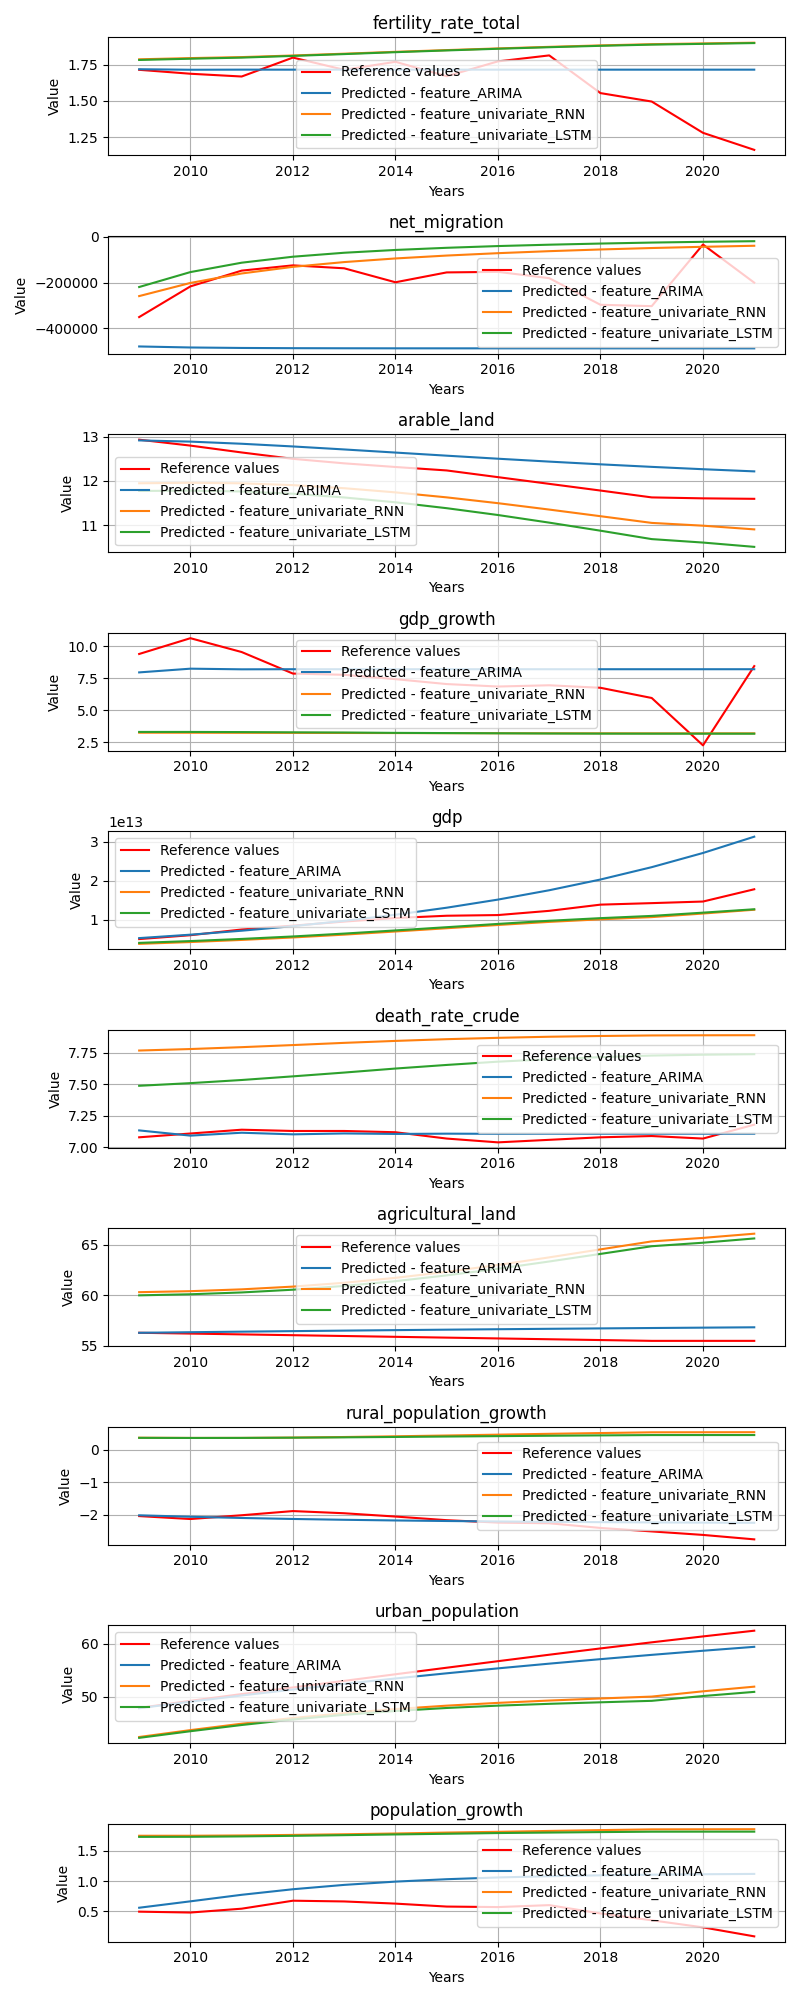 fertility_rate_total
1.75
1.50
1.25
Value
Reference values
Predicted - feature_ARIMA
Predicted - feature_univariate_RNN
Predicted - feature_univariate_LSTM
2010 2012 2014 2016 2018 2020
Years
net_migration
0
−200000
−400000
Value
Reference values
Predicted - feature_ARIMA
Predicted - feature_univariate_RNN
Predicted - feature_univariate_LSTM
2010 2012 2014 2016 2018 2020
Years
arable_land
13
12
11
Value
Reference values
Predicted - feature_ARIMA
Predicted - feature_univariate_RNN
Predicted - feature_univariate_LSTM
2010 2012 2014 2016 2018 2020
Years
gdp_growth
10.0
7.5
5.0
2.5
Value
Reference values
Predicted - feature_ARIMA
Predicted - feature_univariate_RNN
Predicted - feature_univariate_LSTM
2010 2012 2014 2016 2018 2020
Years
gdp
1e13
3
2
1
Value
Reference values
Predicted - feature_ARIMA
Predicted - feature_univariate_RNN
Predicted - feature_univariate_LSTM
2010 2012 2014 2016 2018 2020
Years
death_rate_crude
7.75
7.50
7.25
7.00
Value
Reference values
Predicted - feature_ARIMA
Predicted - feature_univariate_RNN
Predicted - feature_univariate_LSTM
2010 2012 2014 2016 2018 2020
Years
agricultural_land
65
60
55
Value
Reference values
Predicted - feature_ARIMA
Predicted - feature_univariate_RNN
Predicted - feature_univariate_LSTM
2010 2012 2014 2016 2018 2020
Years
rural_population_growth
0
−1
−2
Value
Reference values
Predicted - feature_ARIMA
Predicted - feature_univariate_RNN
Predicted - feature_univariate_LSTM
2010 2012 2014 2016 2018 2020
Years
urban_population
60
50
Value
Reference values
Predicted - feature_ARIMA
Predicted - feature_univariate_RNN
Predicted - feature_univariate_LSTM
2010 2012 2014 2016 2018 2020
Years
population_growth
1.5
1.0
0.5
Value
Reference values
Predicted - feature_ARIMA
Predicted - feature_univariate_RNN
Predicted - feature_univariate_LSTM
2010 2012 2014 2016 2018 2020
Years